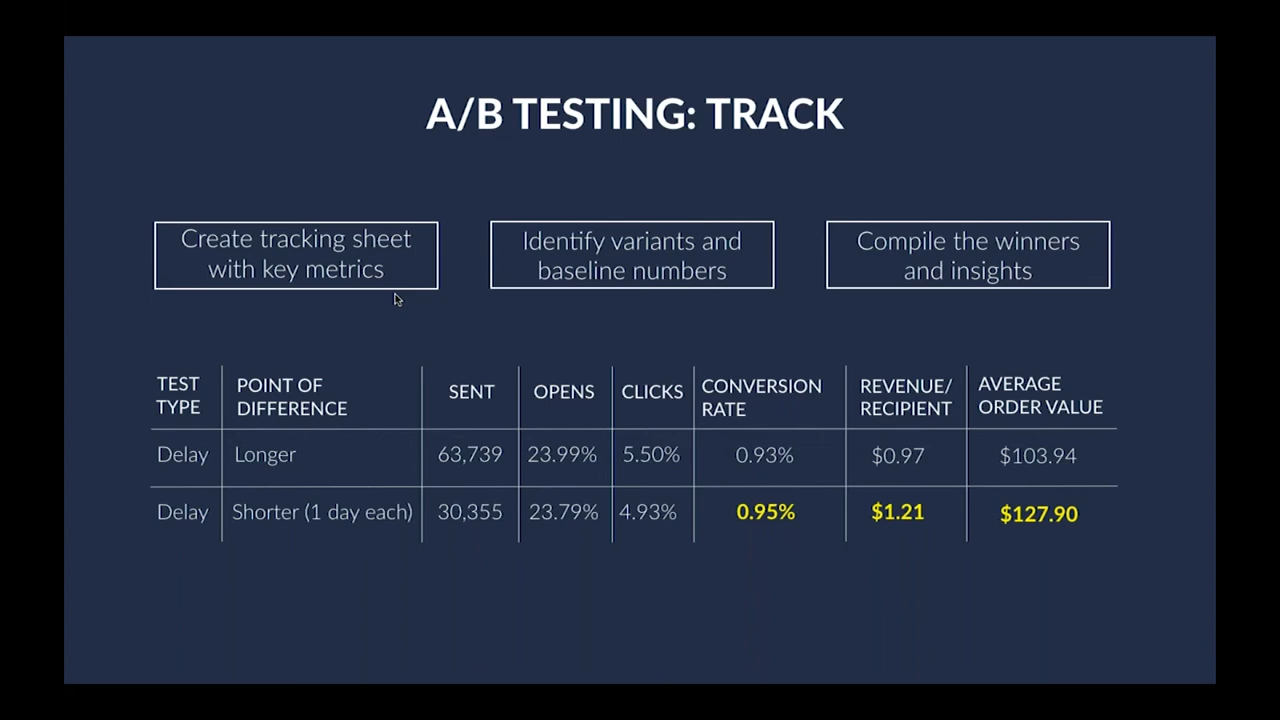 A/B TESTING: TRACK
Create tracking sheet
with key metrics
Identify variants and
baseline numbers
Compile the winners
and insights
TEST TYPE POINT OF DIFFERENCE SENT OPENS CLICKS CONVERSION RATE REVENUE/ RECIPIENT AVERAGE ORDER VALUE
Delay Longer 63,739 23.99% 5.50% 0.93% $0.97 $103.94
Delay Shorter (1 day each) 30,355 23.79% 4.93% 0.95% $1.21 $127.90